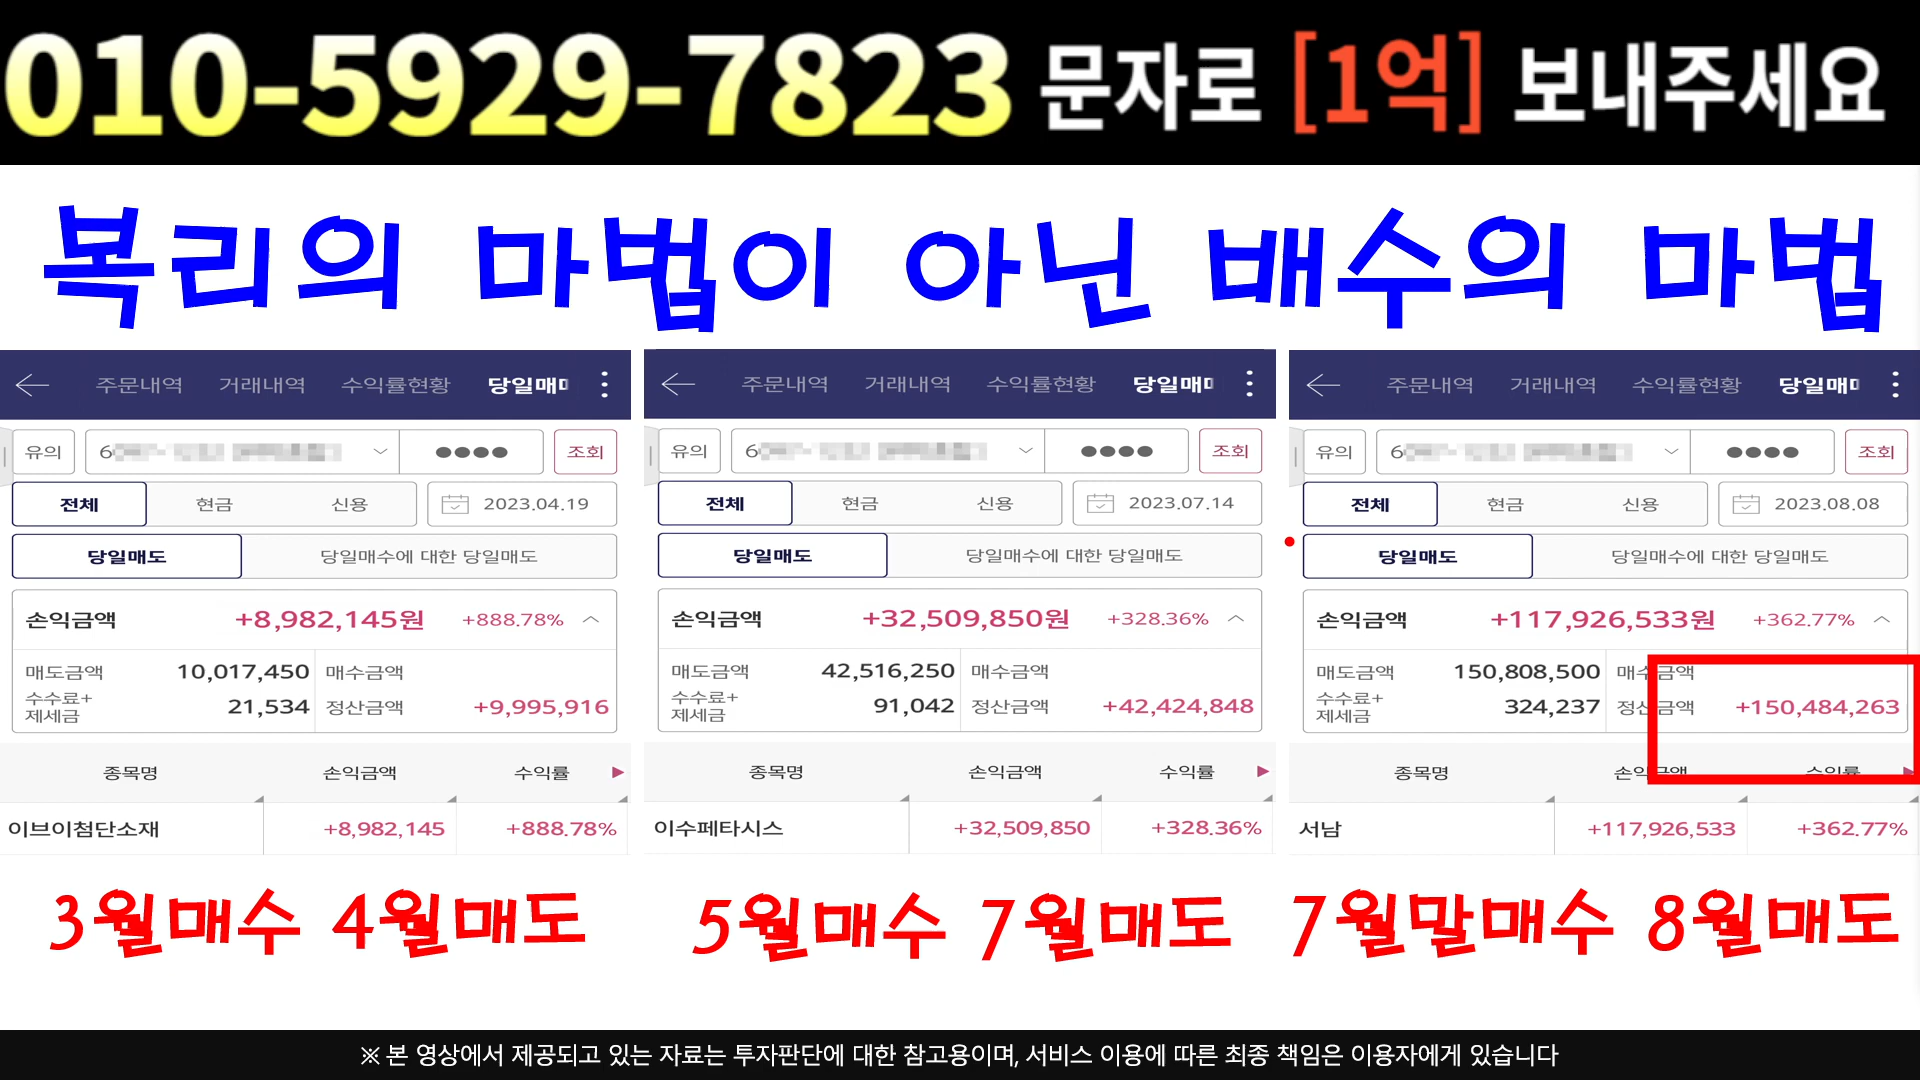 010-5929-7823 문자로 [1억] 보내주세요
복리의 마법이 아닌 배수의 마법
주문내역 거래내역 수익률현황 당일매매
유의 6 ●●●● 조회
전체 현금 신용 2023.04.19
당일매도 당일매수에 대한 당일매도
손익금액 +8,982,145원 +888.78%
매도금액 10,017,450 매수금액
수수료+
제세금 21,534 정산금액 +9,995,916
종목명 손익금액 수익률
이브이첨단소재 +8,982,145 +888.78%
3월매수 4월매도
주문내역 거래내역 수익률현황 당일매매
유의 6 ●●●● 조회
전체 현금 신용 2023.07.14
당일매도 당일매수에 대한 당일매도
손익금액 +32,509,850원 +328.36%
매도금액 42,516,250 매수금액
수수료+
제세금 91,042 정산금액 +42,424,848
종목명 손익금액 수익률
이수페타시스 +32,509,850 +328.36%
5월매수 7월매도
주문내역 거래내역 수익률현황 당일매매
유의 6 ●●●● 조회
전체 현금 신용 2023.08.08
당일매도 당일매수에 대한 당일매도
손익금액 +117,926,533원 +362.77%
매도금액 150,808,500 매수금액
수수료+
제세금 324,237 정산금액 +150,484,263
종목명 손익금액 수익률
서남 +117,926,533 +362.77%
7월말매수 8월매도
※ 본 영상에서 제공되고 있는 자료는 투자판단에 대한 참고용이며, 서비스 이용에 따른 최종 책임은 이용자에게 있습니다